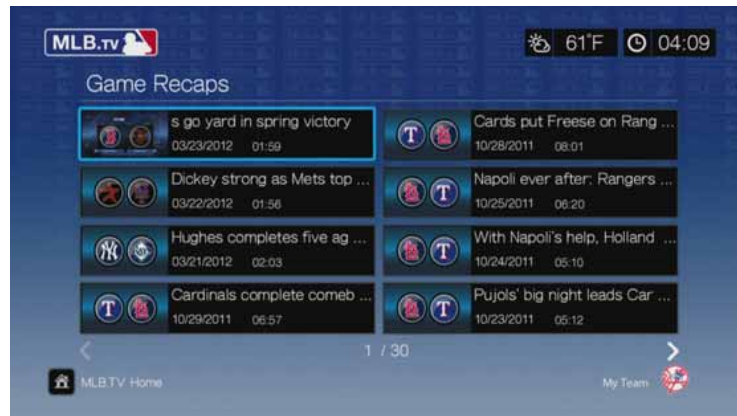 MLB.TV
61°F
04:09
Game Recaps
s go yard in spring victory
03/23/2012 01:59
Dickey strong as Mets top ...
03/22/2012 01:56
Hughes completes five ag ...
03/21/2012 02:03
Cardinals complete comeb ...
10/29/2011 06:57
Cards put Freese on Rang ...
10/28/2011 08:01
Napoli ever after: Rangers ...
10/25/2011 06:20
With Napoli's help, Holland ...
10/24/2011 05:10
Pujols' big night leads Car ...
10/23/2011 05:12
1 / 30
MLB.TV Home
My Team